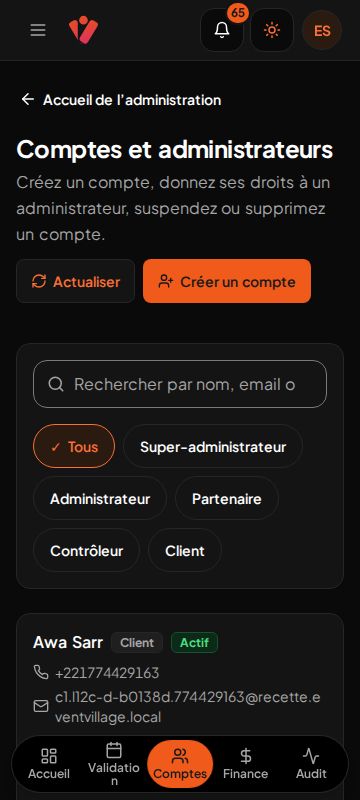 65
ES
Accueil de l'administration
Comptes et administrateurs
Créez un compte, donnez ses droits à un
administrateur, suspendez ou supprimez
un compte.
Actualiser
Créer un compte
Rechercher par nom, email o
✓ Tous
Super-administrateur
Administrateur
Partenaire
Contrôleur
Client
Awa Sarr Client Actif
+221774429163
c1.l12c-d-b0138d.774429163@recette.e
ventvillage.local
Accueil
Validatio
n
Comptes
Finance
Audit